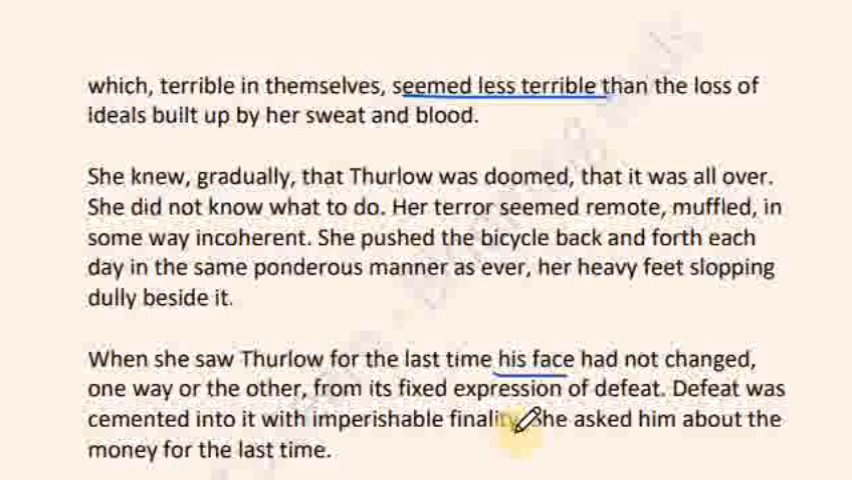 which, terrible in themselves, seemed less terrible than the loss of
ideals built up by her sweat and blood.
She knew, gradually, that Thurlow was doomed, that it was all over.
She did not know what to do. Her terror seemed remote, muffled, in
some way incoherent. She pushed the bicycle back and forth each
day in the same ponderous manner as ever, her heavy feet slopping
dully beside it.
When she saw Thurlow for the last time his face had not changed,
one way or the other, from its fixed expression of defeat. Defeat was
cemented into it with imperishable finality. She asked him about the
money for the last time.